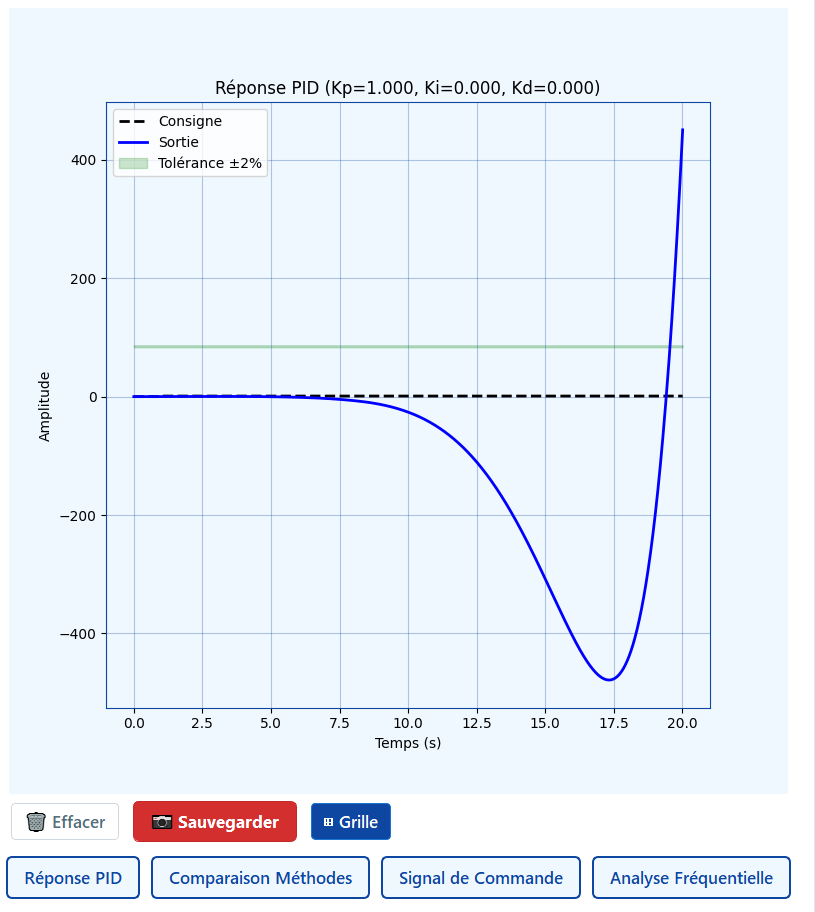 Réponse PID (Kp=1.000, Ki=0.000, Kd=0.000)
Consigne
Sortie
Tolérance ±2%
400
200
0
−200
−400
Amplitude
0.0 2.5 5.0 7.5 10.0 12.5 15.0 17.5 20.0
Temps (s)
Effacer Sauvegarder Grille
Réponse PID Comparaison Méthodes Signal de Commande Analyse Fréquentielle